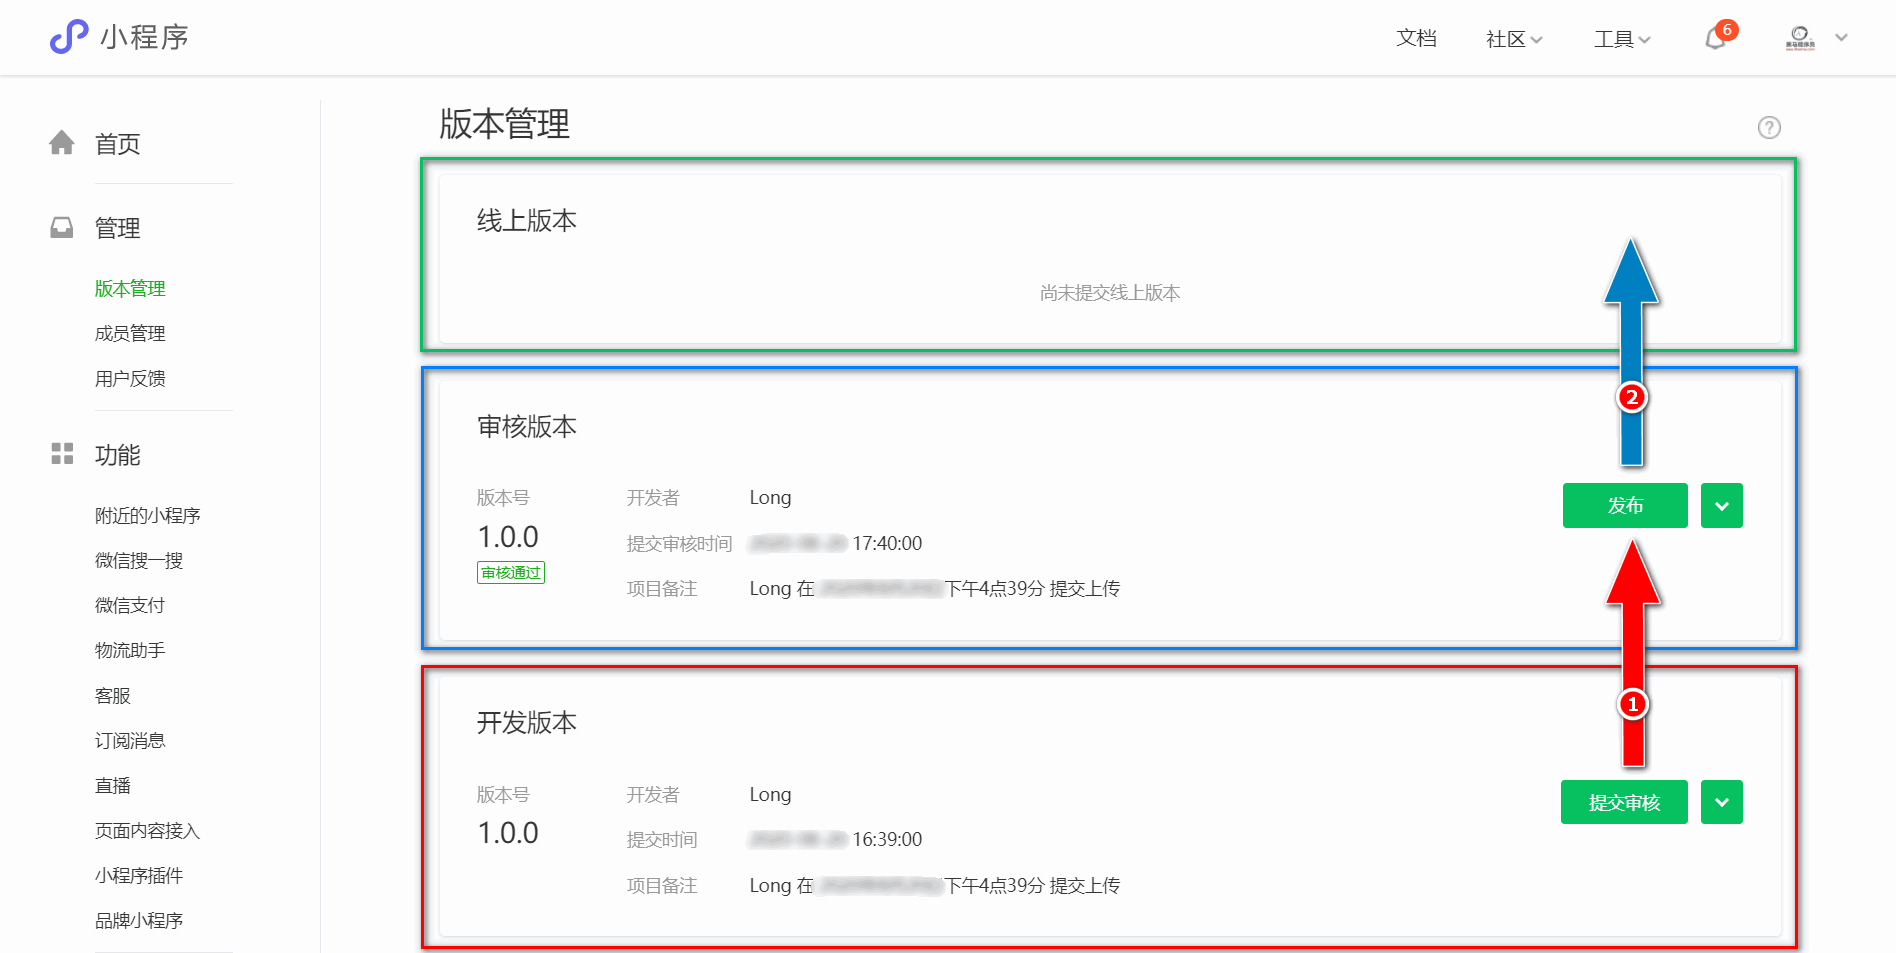 小程序
文档 社区 工具 6
首页
管理
版本管理
成员管理
用户反馈
功能
附近的小程序
微信搜一搜
微信支付
物流助手
客服
订阅消息
直播
页面内容接入
小程序插件
品牌小程序
版本管理
?
线上版本
尚未提交线上版本
2
审核版本
版本号 开发者 Long
1.0.0
审核通过
提交审核时间 17:40:00
项目备注 Long 在 下午4点39分 提交上传
发布
1
开发版本
版本号 开发者 Long
1.0.0
提交时间 16:39:00
项目备注 Long 在 下午4点39分 提交上传
提交审核